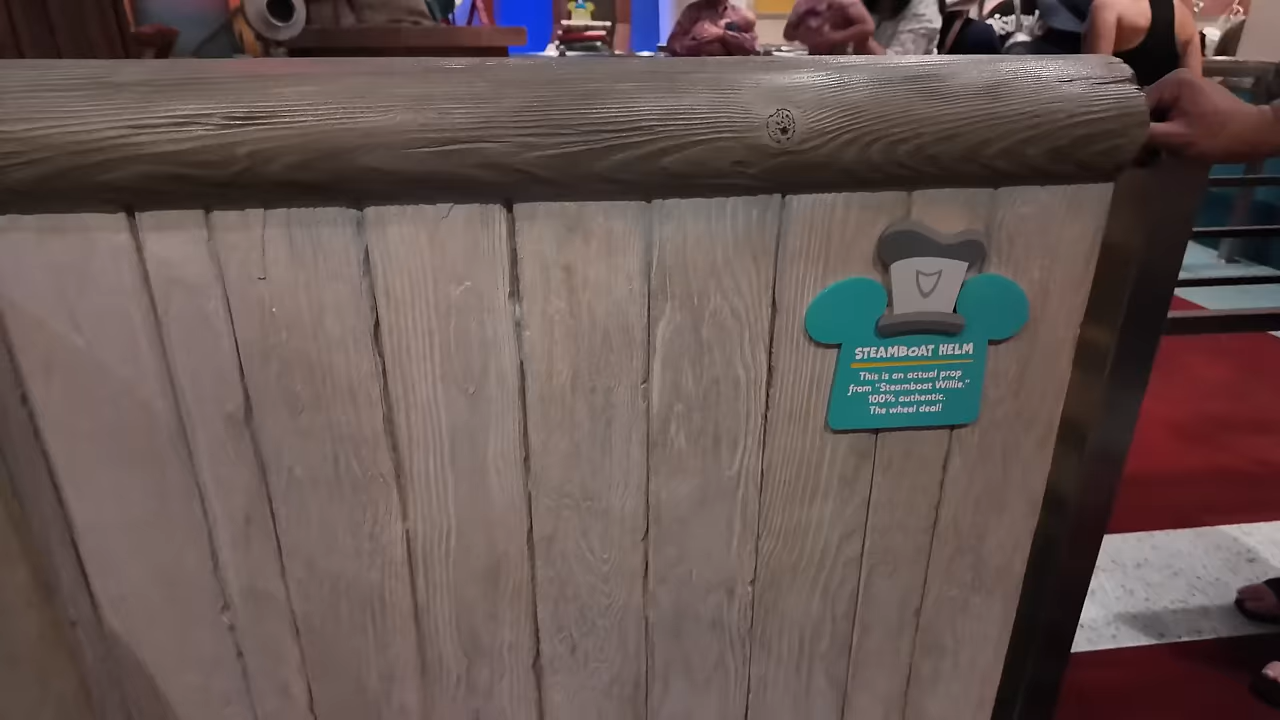 STEAMBOAT HELM
This is an actual prop
from "Steamboat Willie."
100% authentic.
The wheel deal!